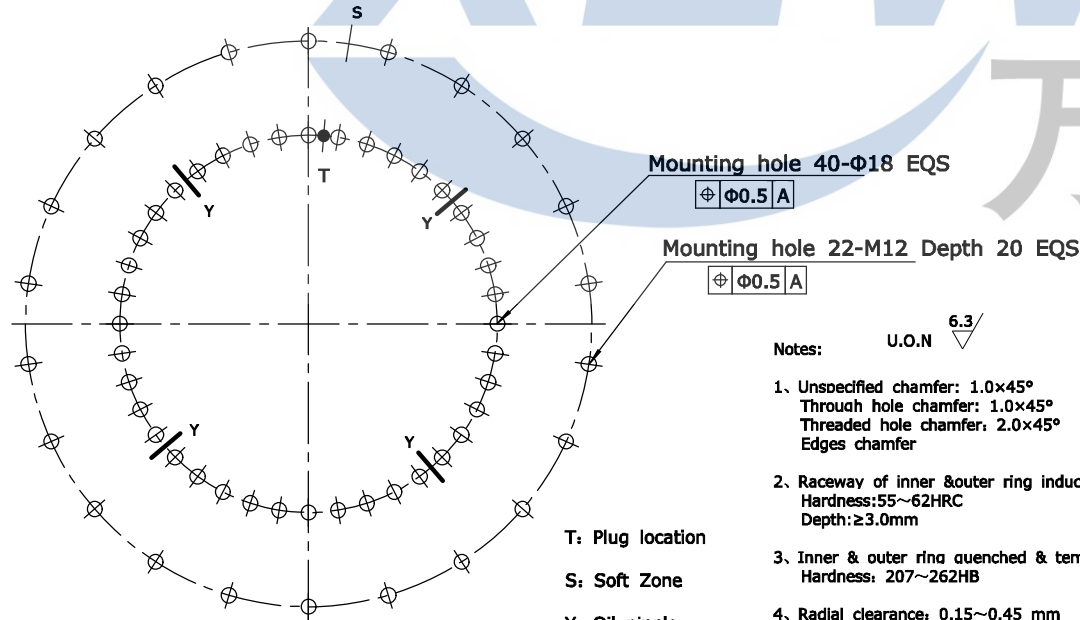 S
T
Y
Y
Y
Y
Mounting hole 40-Φ18 EQS
⌖ Φ0.5 A
Mounting hole 22-M12 Depth 20 EQS
⌖ Φ0.5 A
6.3
U.O.N
Notes:
1、Unspecified chamfer: 1.0×45°
Through hole chamfer: 1.0×45°
Threaded hole chamfer: 2.0×45°
Edges chamfer
2、Raceway of inner &outer ring induc
Hardness:55~62HRC
Depth:≥3.0mm
3、Inner & outer ring quenched & tem
Hardness: 207~262HB
4、Radial clearance: 0.15~0.45 mm
T: Plug location
S: Soft Zone